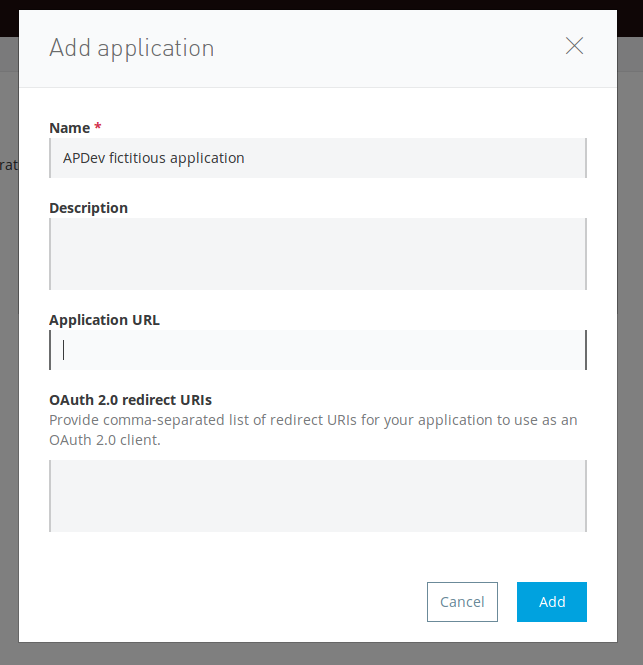 Add application
Name *
rat
APDev fictitious application
Description
Application URL
OAuth 2.0 redirect URIs
Provide comma-separated list of redirect URIs for your application to use as an
OAuth 2.0 client.
Cancel
Add